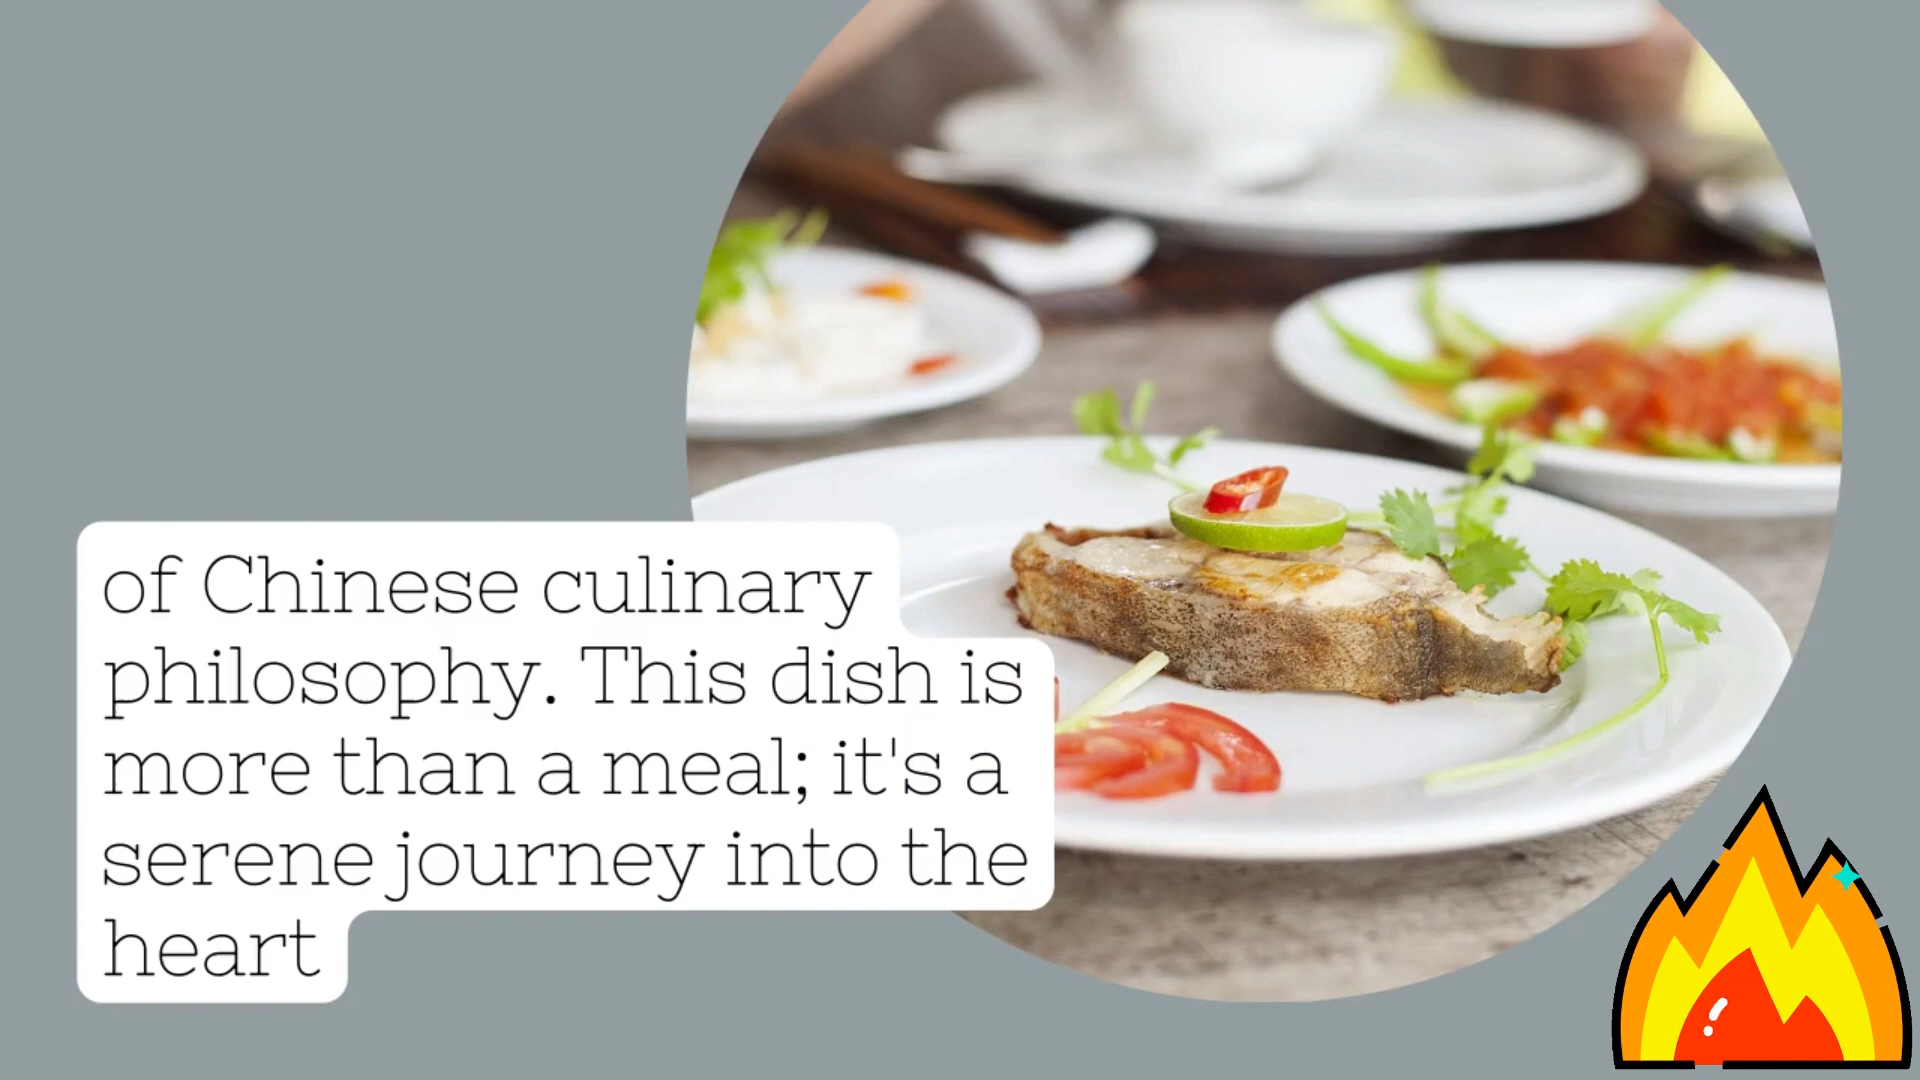 of Chinese culinary
philosophy. This dish is
more than a meal; it's a
serene journey into the
heart